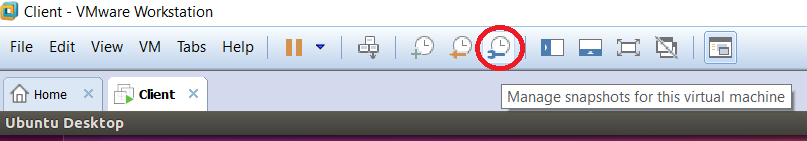 Client - VMware Workstation
File Edit View VM Tabs Help
Home Client
Manage snapshots for this virtual machine
Ubuntu Desktop